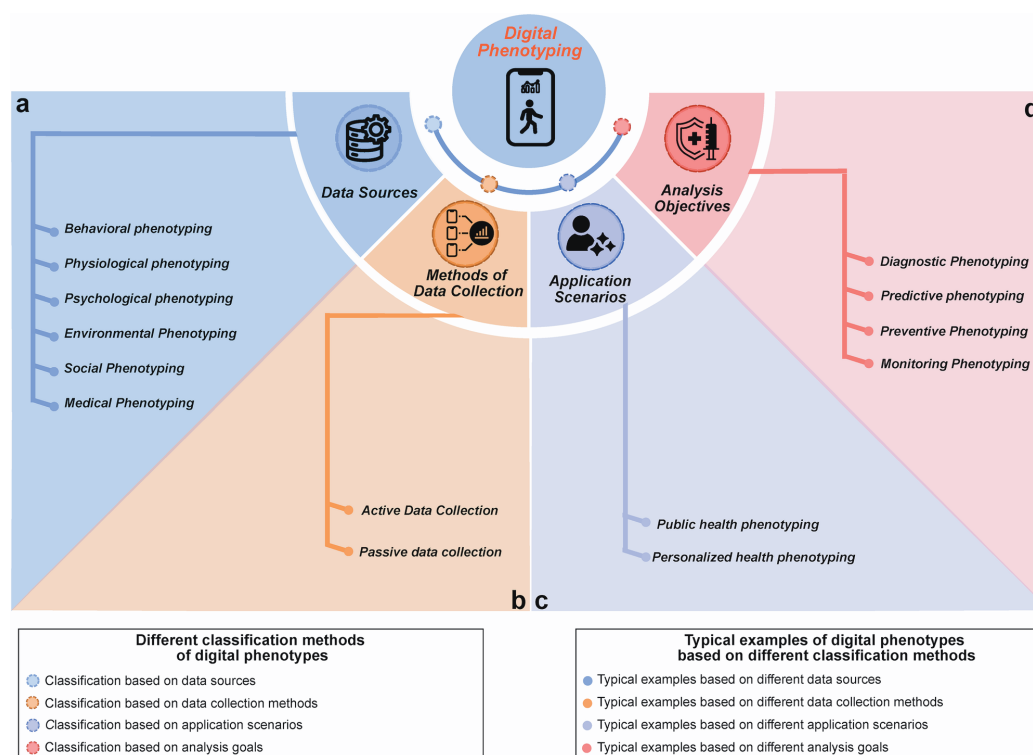 Digital
Phenotyping
a
d
Data Sources
Methods of
Data Collection
Application
Scenarios
Analysis
Objectives
Behavioral phenotyping
Physiological phenotyping
Psychological phenotyping
Environmental Phenotyping
Social Phenotyping
Medical Phenotyping
Active Data Collection
Passive data collection
Public health phenotyping
Personalized health phenotyping
Diagnostic Phenotyping
Predictive phenotyping
Preventive Phenotyping
Monitoring Phenotyping
b
c
Different classification methods
of digital phenotypes
Classification based on data sources
Classification based on data collection methods
Classification based on application scenarios
Classification based on analysis goals
Typical examples of digital phenotypes
based on different classification methods
Typical examples based on different data sources
Typical examples based on different data collection methods
Typical examples based on different application scenarios
Typical examples based on different analysis goals